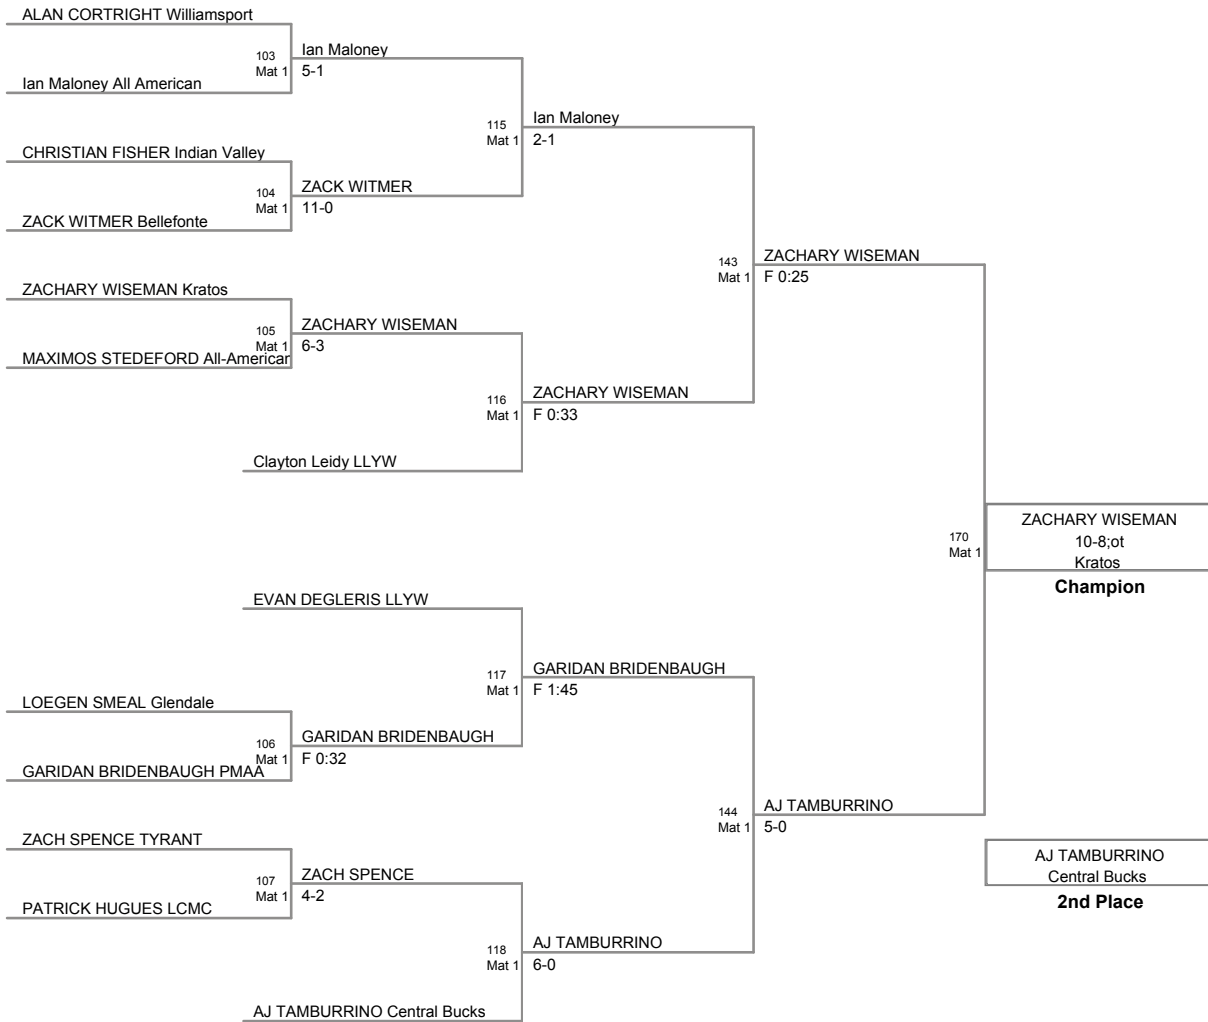 ALAN CORTRIGHT Williamsport
103
Mat 1
Ian Maloney
5-1
Ian Maloney All American
115
Mat 1
Ian Maloney
2-1
CHRISTIAN FISHER Indian Valley
104
Mat 1
ZACK WITMER
11-0
ZACK WITMER Bellefonte
143
Mat 1
ZACHARY WISEMAN
F 0:25
ZACHARY WISEMAN Kratos
105
Mat 1
ZACHARY WISEMAN
6-3
MAXIMOS STEDEFORD All-American
116
Mat 1
ZACHARY WISEMAN
F 0:33
Clayton Leidy LLYW
170
Mat 1
ZACHARY WISEMAN
10-8;ot
Kratos
Champion
EVAN DEGLERIS LLYW
117
Mat 1
GARIDAN BRIDENBAUGH
F 1:45
LOEGEN SMEAL Glendale
106
Mat 1
GARIDAN BRIDENBAUGH
F 0:32
GARIDAN BRIDENBAUGH PMAA
144
Mat 1
AJ TAMBURRINO
5-0
ZACH SPENCE TYRANT
107
Mat 1
ZACH SPENCE
4-2
PATRICK HUGUES LCMC
AJ TAMBURRINO
Central Bucks
2nd Place
118
Mat 1
AJ TAMBURRINO
6-0
AJ TAMBURRINO Central Bucks